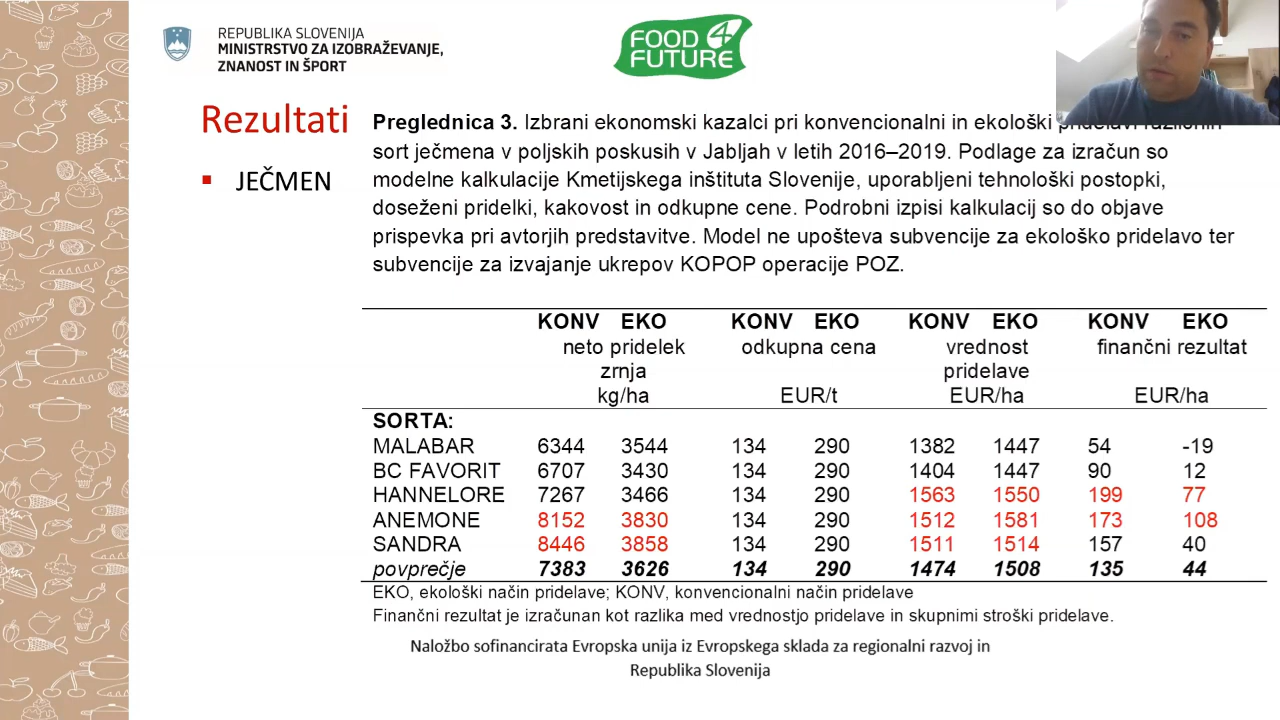 REPUBLIKA SLOVENIJA
MINISTRSTVO ZA IZOBRAŽEVANJE,
ZNANOST IN ŠPORT
FOOD 4
FUTURE
Rezultati
▪ JEČMEN
Preglednica 3. Izbrani ekonomski kazalci pri konvencionalni in ekološki
sort ječmena v poljskih poskusih v Jabljah v letih 2016–2019. Podlage za izračun so
modelne kalkulacije Kmetijskega inštituta Slovenije, uporabljeni tehnološki postopki,
doseženi pridelki, kakovost in odkupne cene. Podrobni izpisi kalkulacij so do objave
prispevka pri avtorjih predstavitve. Model ne upošteva subvencije za ekološko pridelavo ter
subvencije za izvajanje ukrepov KOPOP operacije POZ.
KONV EKO KONV EKO KONV EKO KONV EKO
neto pridelek odkupna cena vrednost finančni rezultat
zrnja pridelave
kg/ha EUR/t EUR/ha EUR/ha
SORTA:
MALABAR 6344 3544 134 290 1382 1447 54 -19
BC FAVORIT 6707 3430 134 290 1404 1447 90 12
HANNELORE 7267 3466 134 290 1563 1550 199 77
ANEMONE 8152 3830 134 290 1512 1581 173 108
SANDRA 8446 3858 134 290 1511 1514 157 40
povprečje 7383 3626 134 290 1474 1508 135 44
EKO, ekološki način pridelave; KONV, konvencionalni način pridelave
Finančni rezultat je izračunan kot razlika med vrednostjo pridelave in skupnimi stroški pridelave.
Naložbo sofinancirata Evropska unija iz Evropskega sklada za regionalni razvoj in
Republika Slovenija